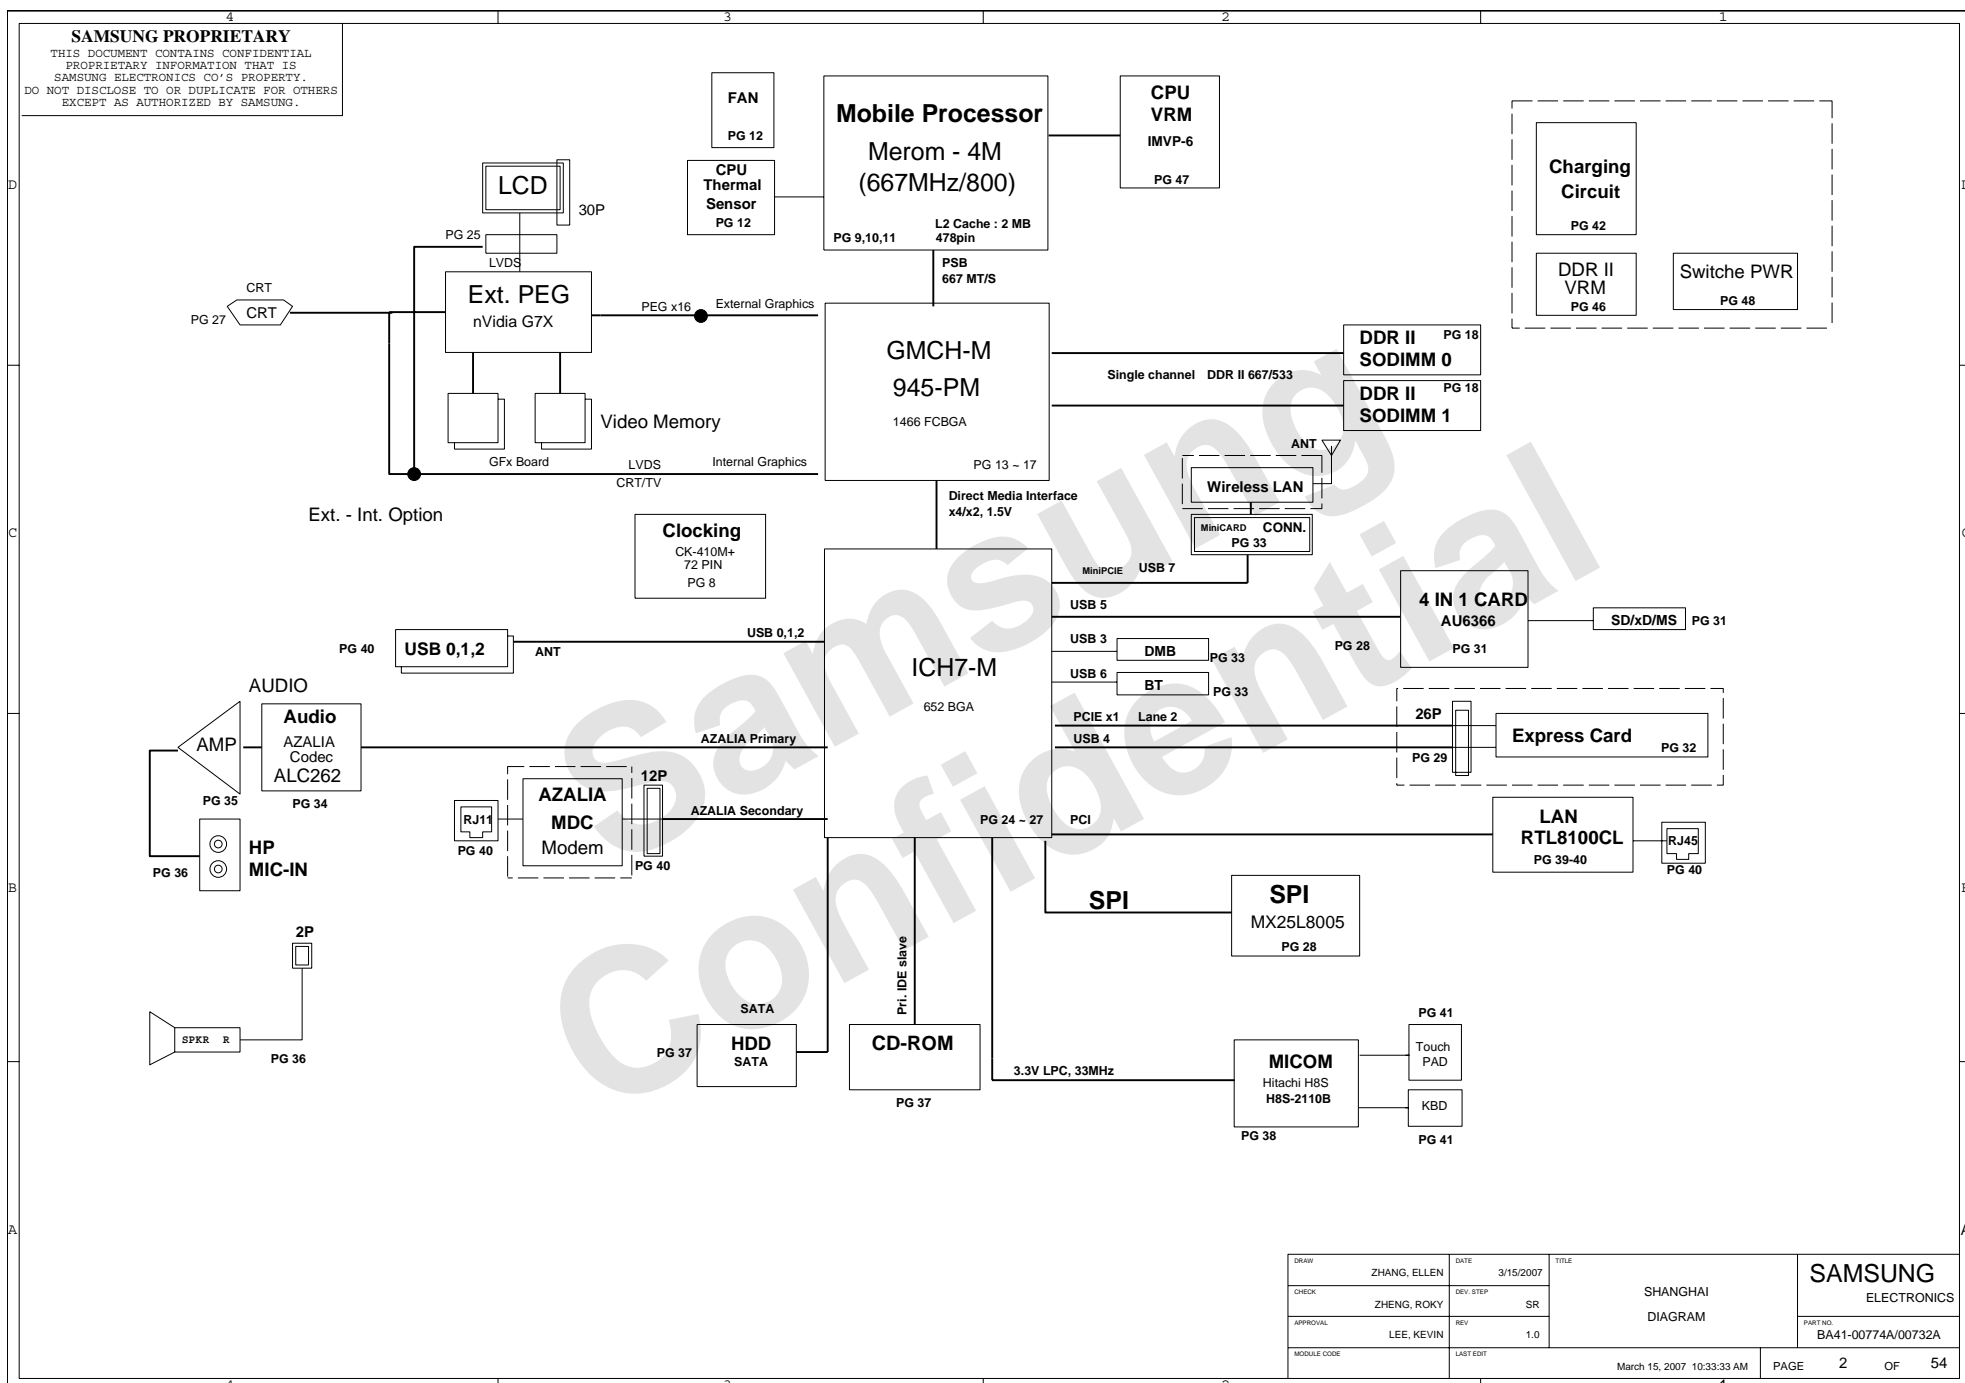 4 3 2 1
SAMSUNG PROPRIETARY
THIS DOCUMENT CONTAINS CONFIDENTIAL
PROPRIETARY INFORMATION THAT IS
SAMSUNG ELECTRONICS CO'S PROPERTY.
DO NOT DISCLOSE TO OR DUPLICATE FOR OTHERS
EXCEPT AS AUTHORIZED BY SAMSUNG.
FAN
PG 12
CPU
Thermal
Sensor
PG 12
Mobile Processor
Merom - 4M
(667MHz/800)
L2 Cache : 2 MB
PG 9,10,11
478pin
CPU
VRM
IMVP-6
PG 47
Charging
Circuit
PG 42
DDR II
VRM
PG 46
Switche PWR
PG 48
D
LCD
30P
PG 25
LVDS
PSB
667 MT/S
CRT
PG 27
CRT
Ext. PEG
nVidia G7X
PEG x16
External Graphics
GMCH-M
945-PM
1466 FCBGA
PG 13 ~ 17
DDR II
PG 18
SODIMM 0
Single channel DDR II 667/533
DDR II
PG 18
SODIMM 1
Video Memory
GFx Board
LVDS
Internal Graphics
CRT/TV
Ext. - Int. Option
ANT
Wireless LAN
MiniCARD CONN.
PG 33
Direct Media Interface
x4/x2, 1.5V
C
Clocking
CK-410M+
72 PIN
PG 8
MiniPCIE USB 7
USB 5
4 IN 1 CARD
AU6366
PG 31
PG 28
SD/xD/MS
PG 31
USB 3
DMB
PG 33
USB 6
BT
PG 33
PG 40
USB 0,1,2
ANT
USB 0,1,2
ICH7-M
652 BGA
PG 24 ~ 27
PCIE x1 Lane 2
USB 4
26P
PG 29
Express Card
PG 32
AUDIO
AMP
PG 35
Audio
AZALIA
Codec
ALC262
PG 34
AZALIA Primary
RJ11
PG 40
AZALIA
MDC
Modem
12P
PG 40
AZALIA Secondary
PCI
LAN
RTL8100CL
PG 39-40
RJ45
PG 40
HP
MIC-IN
PG 36
B
SPI
SPI
MX25L8005
PG 28
2P
SPKR R
PG 36
SATA
PG 37
HDD
SATA
Pri. IDE slave
CD-ROM
PG 37
3.3V LPC, 33MHz
MICOM
Hitachi H8S
H8S-2110B
PG 38
PG 41
Touch
PAD
KBD
PG 41
A
Samsung
Confidential
DRAW
ZHANG, ELLEN
DATE
3/15/2007
TITLE
SHANGHAI
DIAGRAM
SAMSUNG
ELECTRONICS
CHECK
ZHENG, ROKY
DEV. STEP
SR
APPROVAL
LEE, KEVIN
REV
1.0
PART NO.
BA41-00774A/00732A
MODULE CODE
LAST EDIT
March 15, 2007 10:33:33 AM
PAGE 2 OF 54